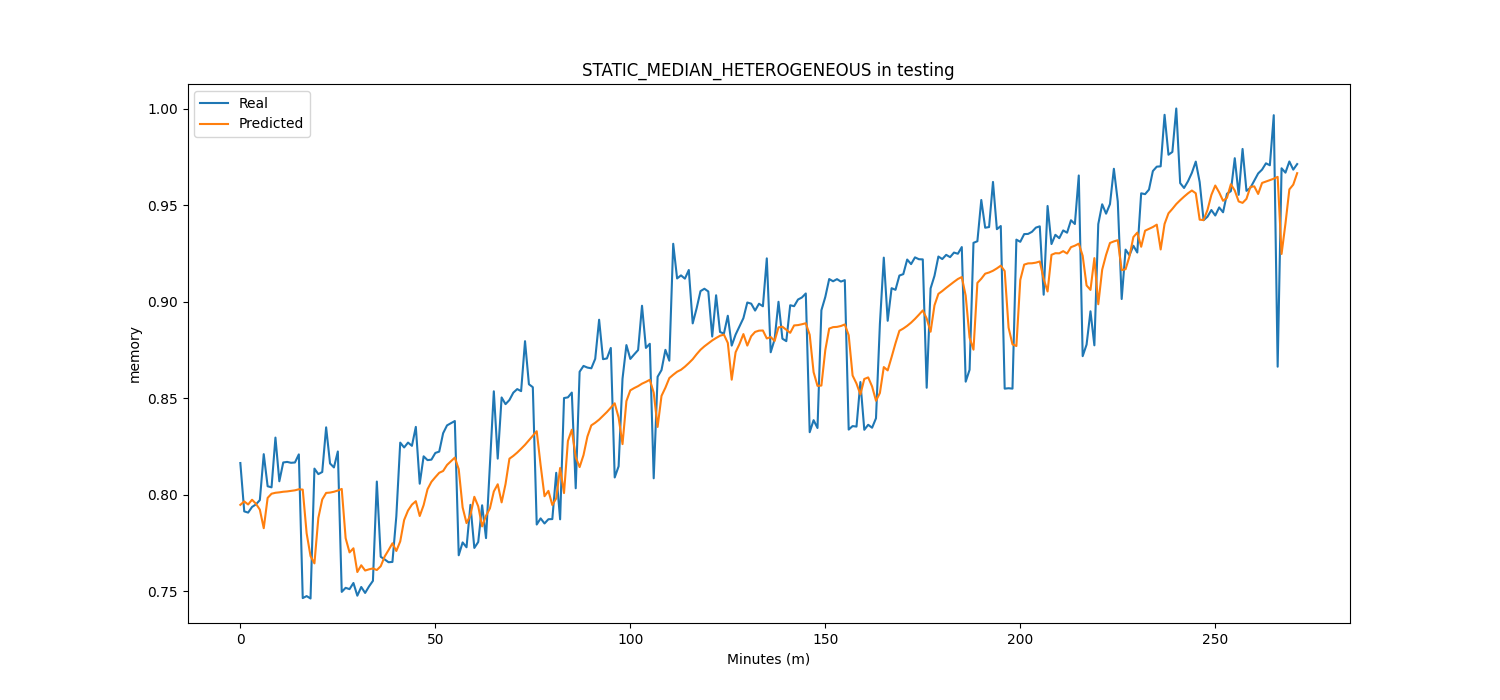 STATIC_MEDIAN_HETEROGENEOUS in testing
Real
Predicted
1.00
0.95
0.90
0.85
0.80
0.75
memory
0
50
100
150
200
250
Minutes (m)